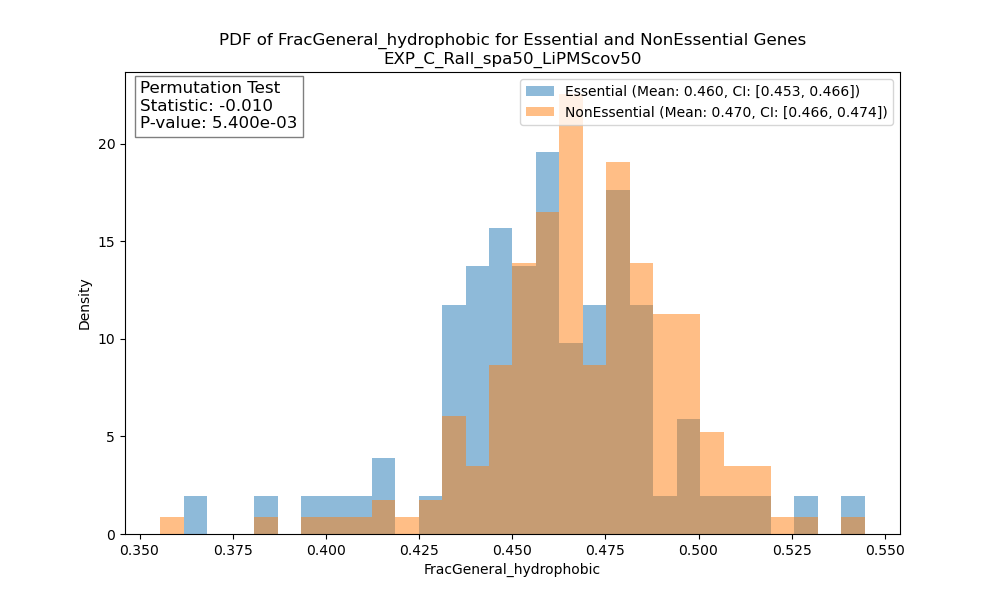 PDF of FracGeneral_hydrophobic for Essential and NonEssential Genes
EXP_C_Rall_spa50_LiPMScov50
Permutation Test
Statistic: -0.010
P-value: 5.400e-03
Essential (Mean: 0.460, CI: [0.453, 0.466])
NonEssential (Mean: 0.470, CI: [0.466, 0.474])
Density
20
15
10
5
0
0.350 0.375 0.400 0.425 0.450 0.475 0.500 0.525 0.550
FracGeneral_hydrophobic